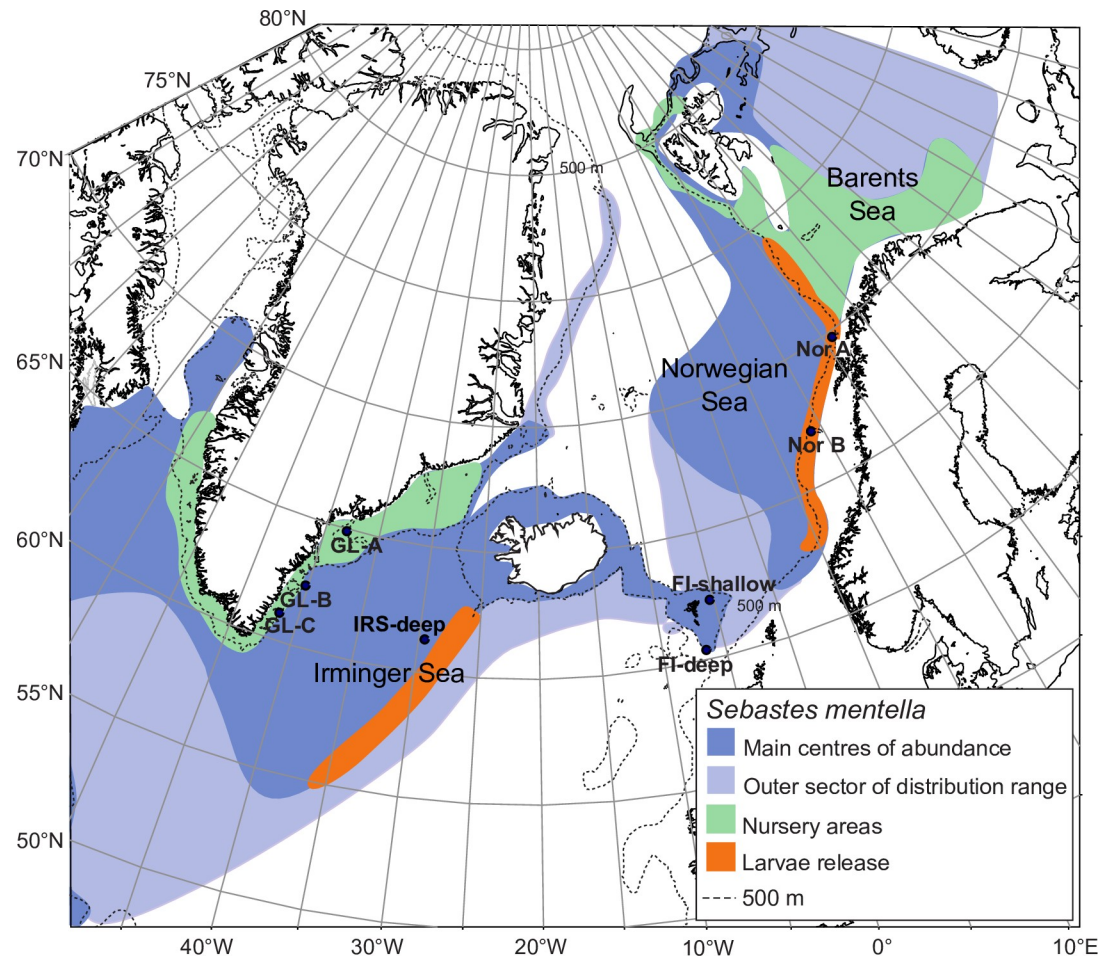 80°N
75°N
70°N
500 m
Barents
Sea
65°N
Nor A
Norwegian
Sea
Nor B
60°N
GL-A
FI-shallow
GL-B
500 m
GL-C
IRS-deep
FI-deep
Irminger Sea
55°N
Sebastes mentella
Main centres of abundance
Outer sector of distribution range
Nursery areas
50°N
Larvae release
500 m
40°W
30°W
20°W
10°W
0°
10°E